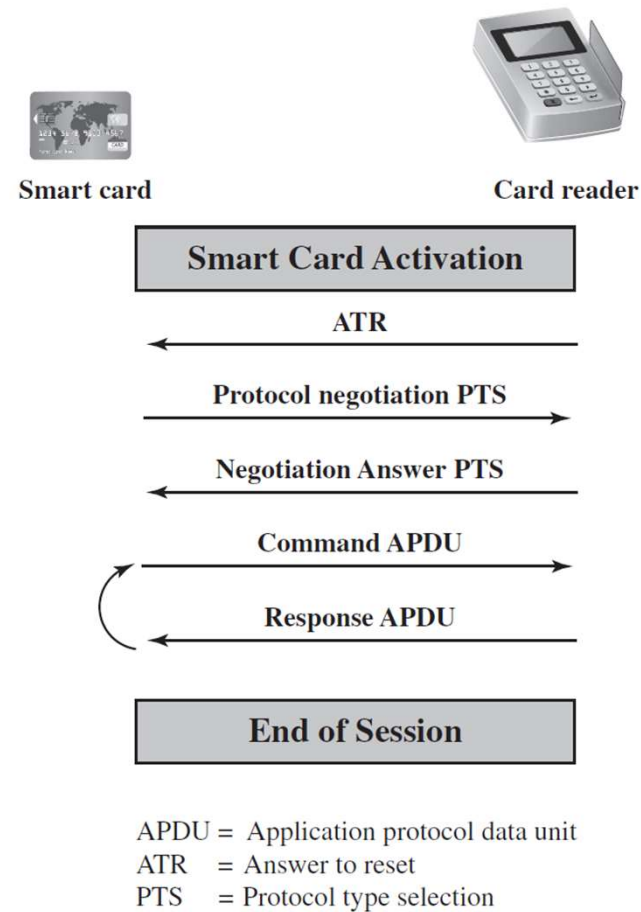 Smart card
Card reader
Smart Card Activation
ATR
Protocol negotiation PTS
Negotiation Answer PTS
Command APDU
Response APDU
End of Session
APDU = Application protocol data unit
ATR = Answer to reset
PTS = Protocol type selection